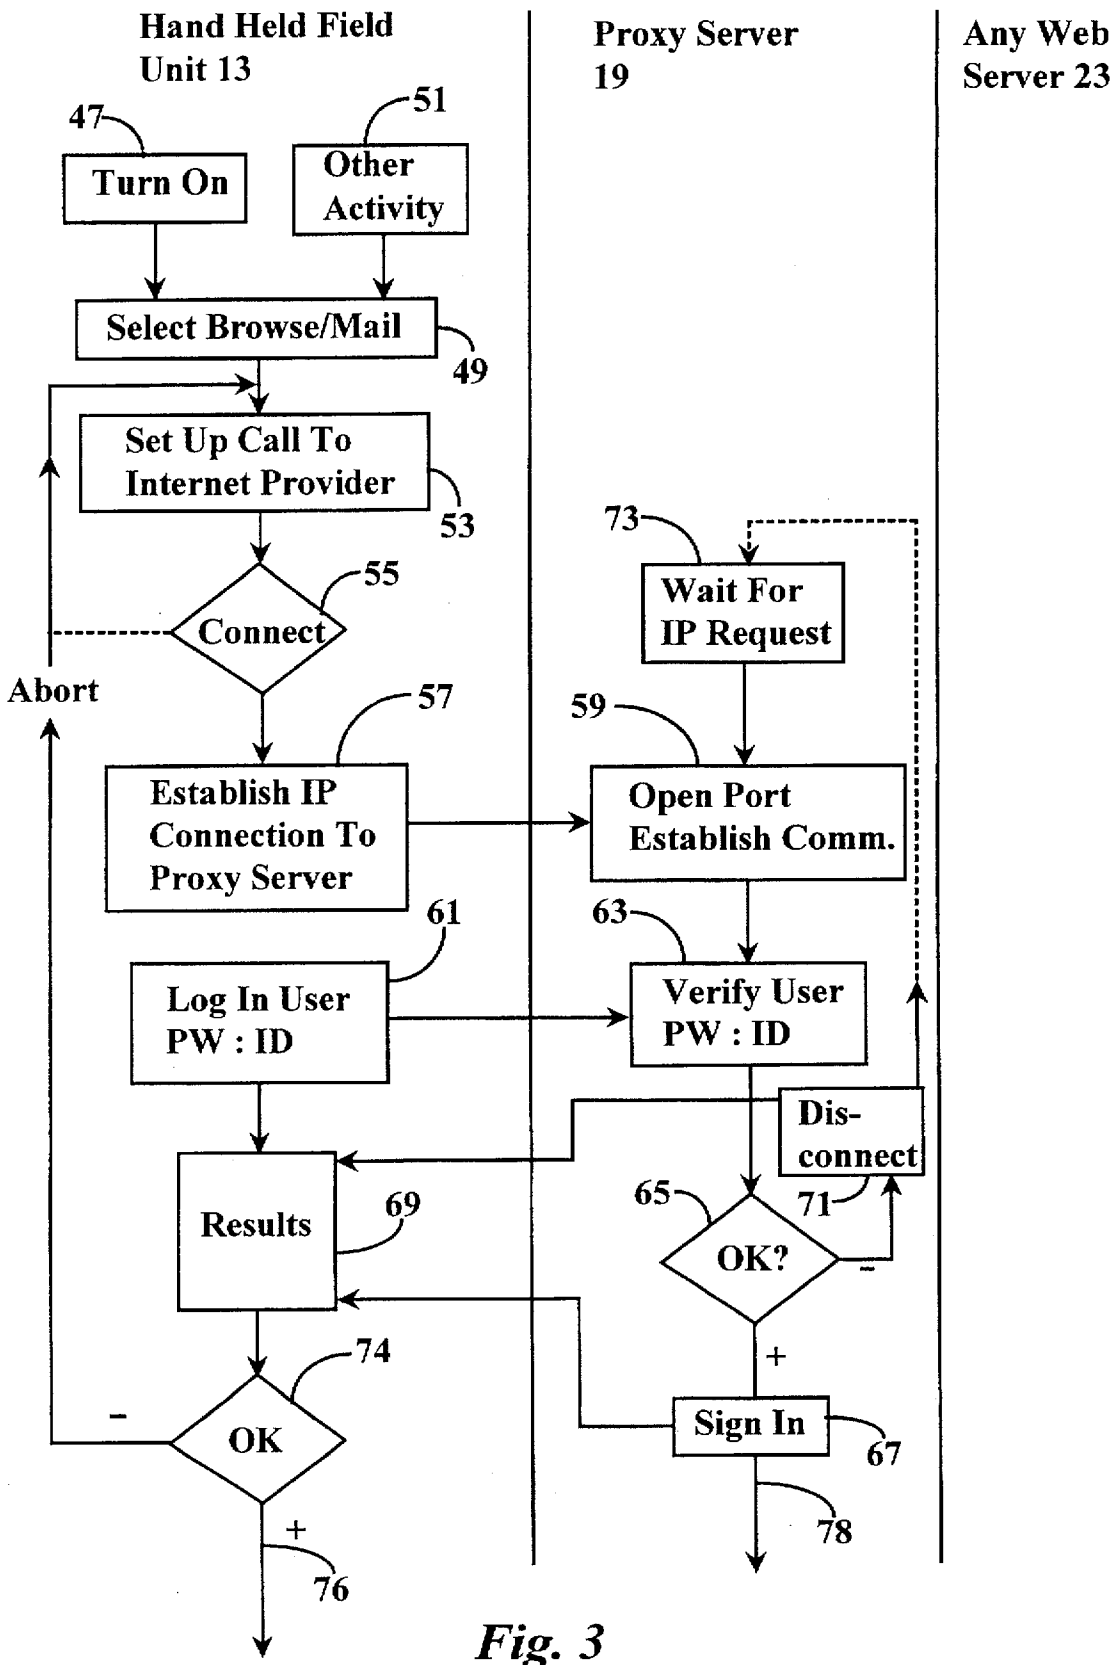 Hand Held Field
Unit 13
Proxy Server
19
Any Web
Server 23
47
51
Turn On
Other
Activity
Select Browse/Mail
49
Set Up Call To
Internet Provider
53
73
55
Wait For
IP Request
Connect
Abort
57
59
Establish IP
Connection To
Proxy Server
Open Port
Establish Comm.
61
63
Log In User
PW : ID
Verify User
PW : ID
Dis-
connect
71
65
69
Results
OK?
-
+
74
Sign In
67
-
OK
78
+
76
Fig. 3